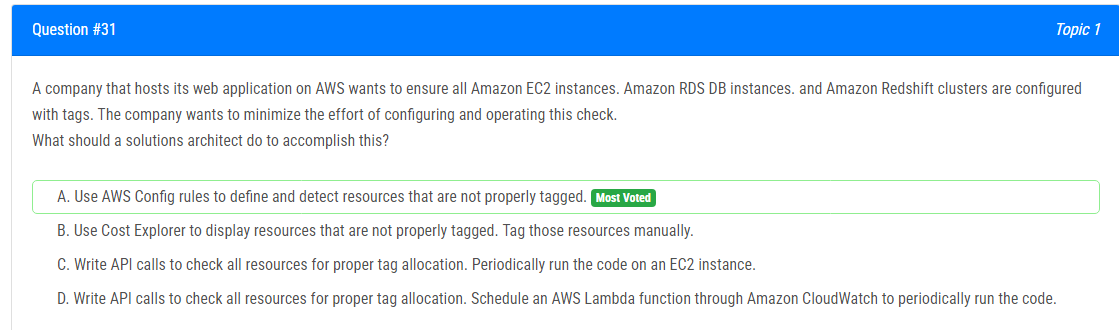 Question #31
Topic 1
A company that hosts its web application on AWS wants to ensure all Amazon EC2 instances. Amazon RDS DB instances. and Amazon Redshift clusters are configured
with tags. The company wants to minimize the effort of configuring and operating this check.
What should a solutions architect do to accomplish this?
A. Use AWS Config rules to define and detect resources that are not properly tagged. Most Voted
B. Use Cost Explorer to display resources that are not properly tagged. Tag those resources manually.
C. Write API calls to check all resources for proper tag allocation. Periodically run the code on an EC2 instance.
D. Write API calls to check all resources for proper tag allocation. Schedule an AWS Lambda function through Amazon CloudWatch to periodically run the code.